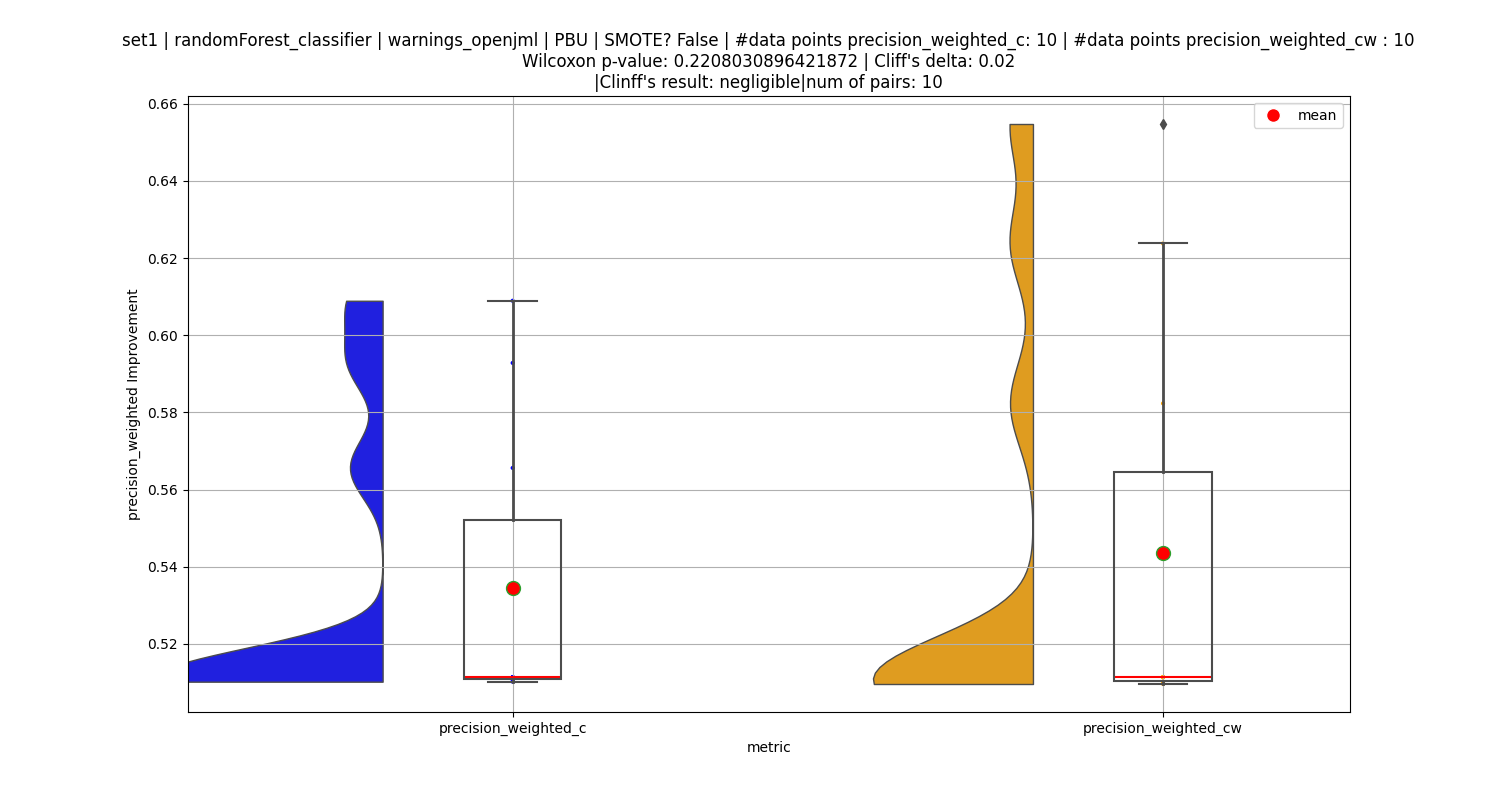 set1 | randomForest_classifier | warnings_openjml | PBU | SMOTE? False | #data points precision_weighted_c: 10 | #data points precision_weighted_cw : 10
Wilcoxon p-value: 0.2208030896421872 | Cliff's delta: 0.02
|Clinff's result: negligible|num of pairs: 10
mean
0.66
0.64
0.62
0.60
0.58
0.56
0.54
0.52
precision_weighted Improvement
precision_weighted_c
precision_weighted_cw
metric